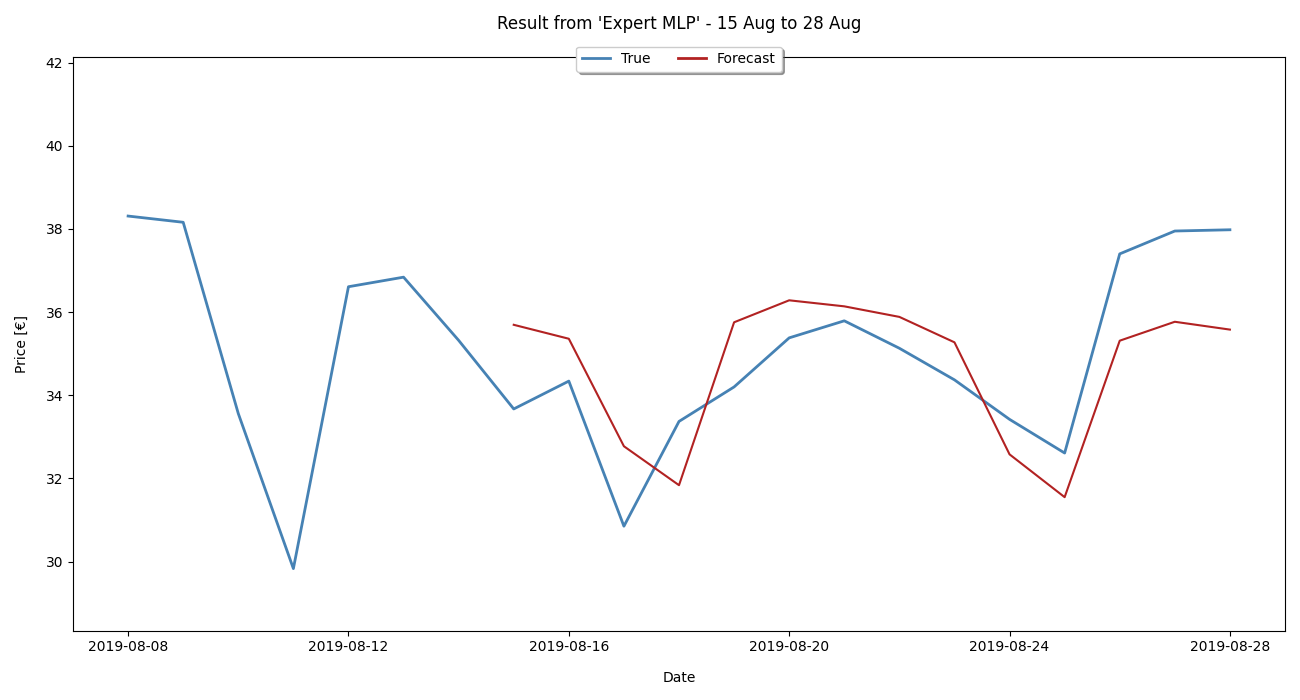 Result from 'Expert MLP' - 15 Aug to 28 Aug
True Forecast
42
40
38
36
34
32
30
Price [€]
2019-08-08 2019-08-12 2019-08-16 2019-08-20 2019-08-24 2019-08-28
Date